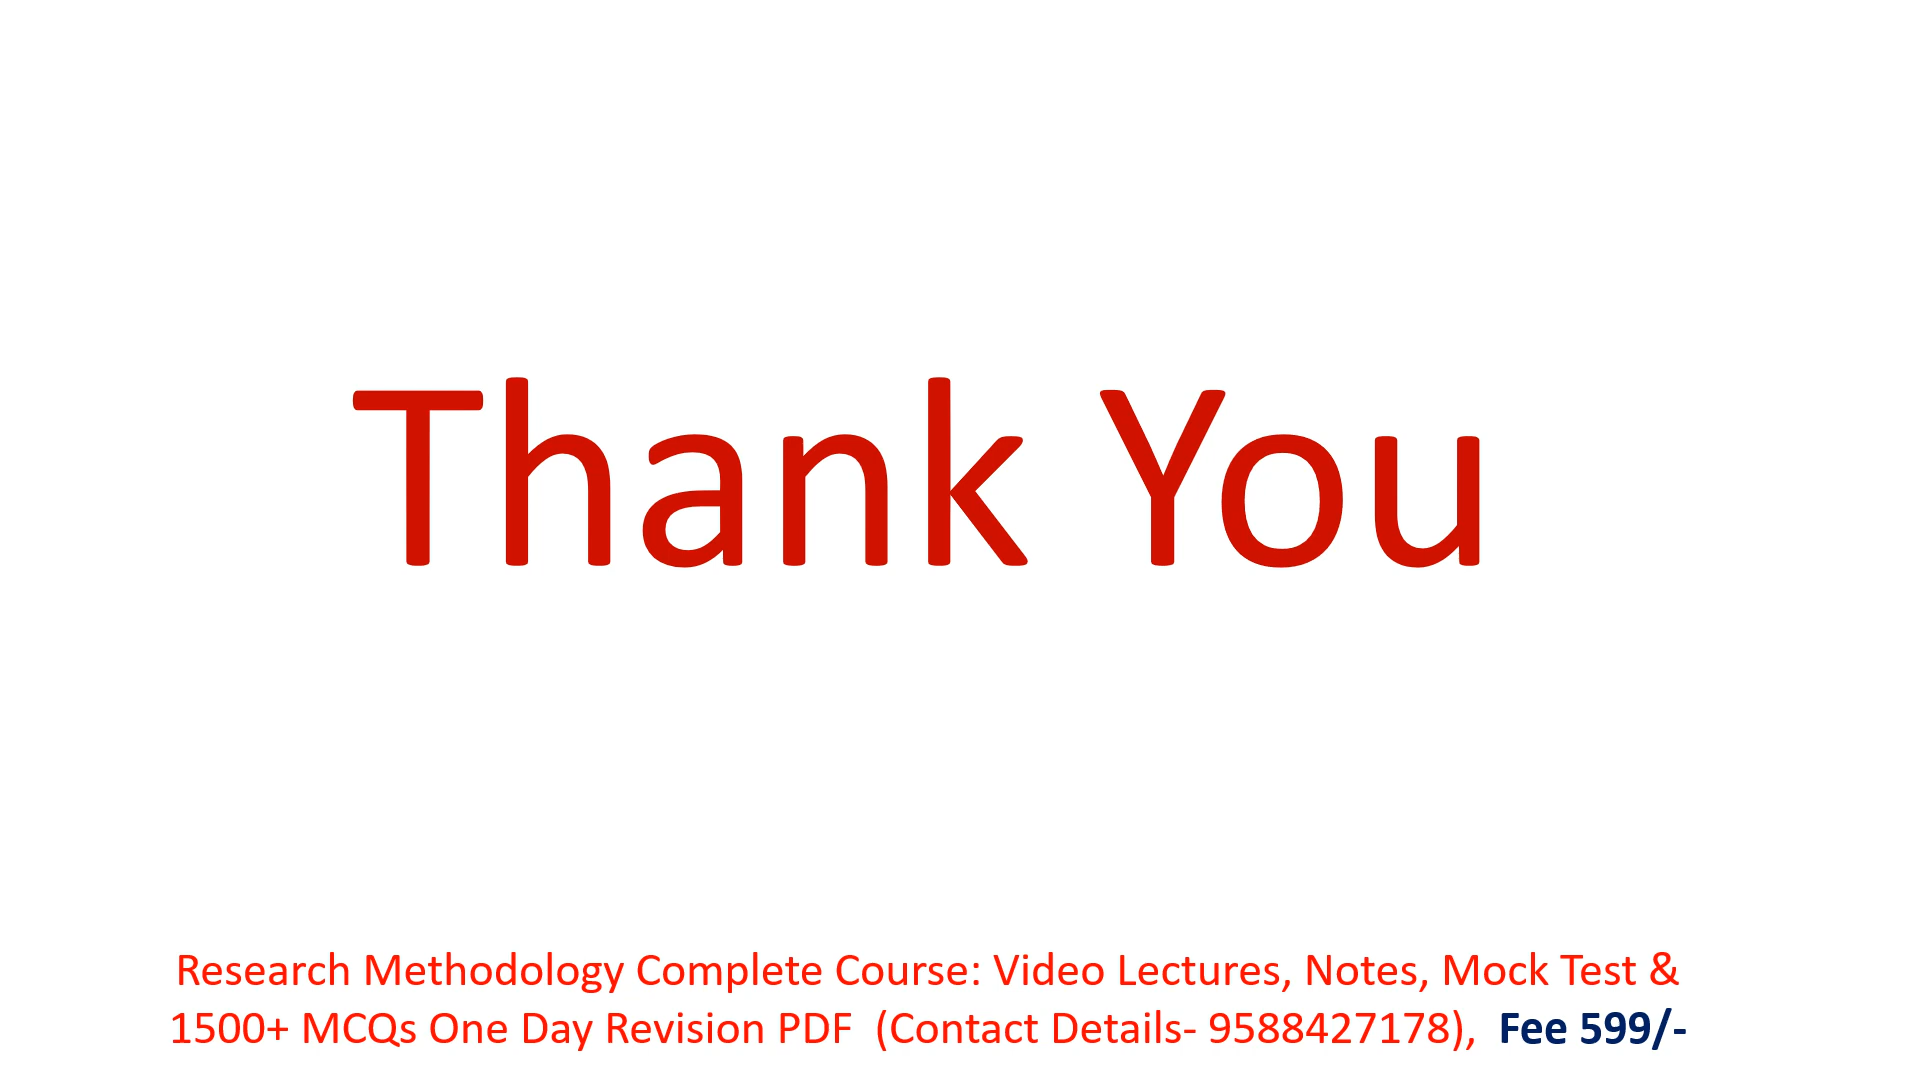 Thank You
Research Methodology Complete Course: Video Lectures, Notes, Mock Test &
1500+ MCQs One Day Revision PDF (Contact Details- 9588427178), Fee 599/-